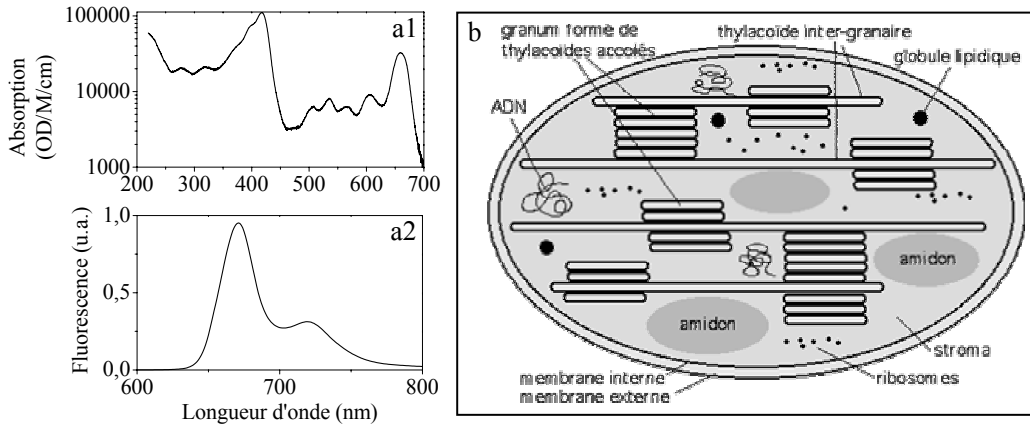 a1
Absorption
(OD/M/cm)
100000
10000
1000
200 300 400 500 600 700
a2
Fluorescence (u.a.)
1,0
0,5
0,0
600 700 800
Longueur d'onde (nm)
b
granum formé de
thylacoïdes accolés
thylacoïde inter-granaire
globule lipidique
ADN
amidon
amidon
stroma
ribosomes
membrane interne
membrane externe